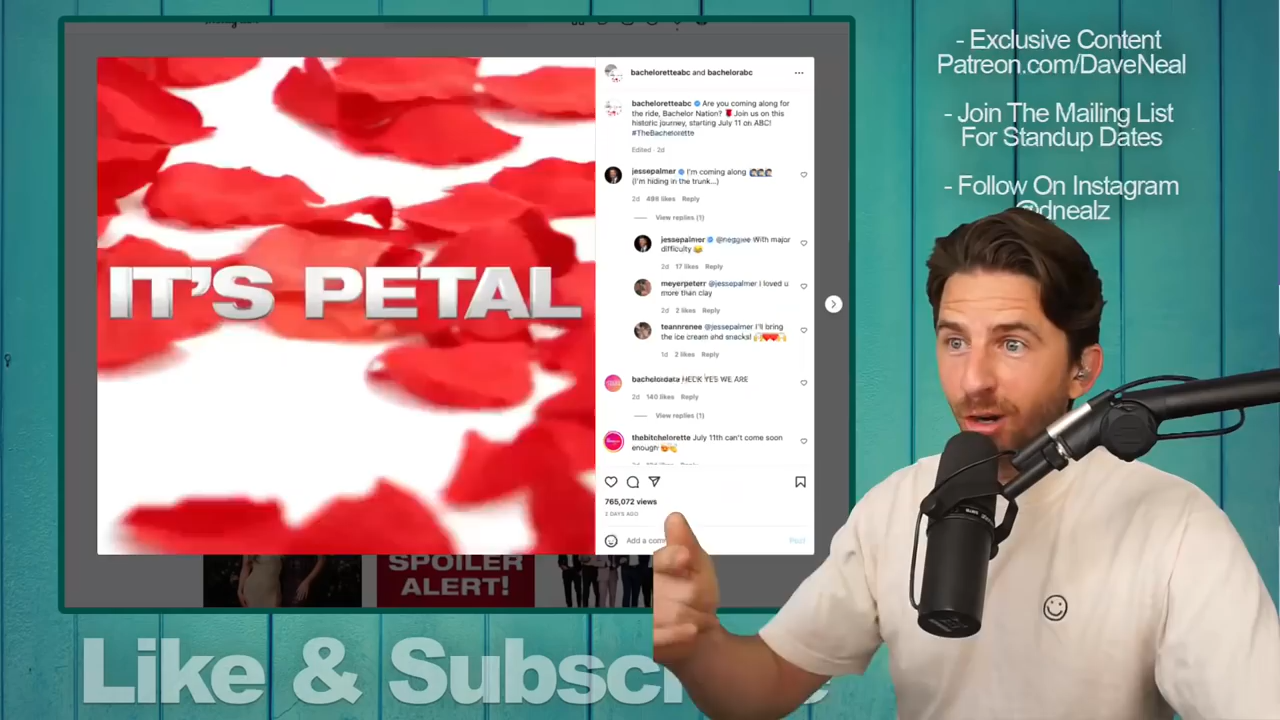 - Exclusive Content
Patreon.com/DaveNeal
- Join The Mailing List
For Standup Dates
- Follow On Instagram
@dnealz
IT'S PETAL
bacheloretteabc and bachelorabc
bacheloretteabc Are you coming along for
the ride, Bachelor Nation? 🌹Join us on this
historic journey, starting July 11 on ABC!
#TheBachelorette
Edited · 2d
jessepalmer I'm coming along
(I'm hiding in the trunk...)
2d 486 likes Reply
View replies (1)
jessepalmer @neggiee With major
difficulty 😂
2d 17 likes Reply
meyerpeterr @jessepalmer I loved u
more than clay
2d 2 likes Reply
teannrenee @jessepalmer I'll bring
the ice cream and snacks!
1d 2 likes Reply
bachelordata HECK YES WE ARE
2d 140 likes Reply
View replies (1)
thebitchelorette July 11th can't come soon
enough
765,072 views
2 DAYS AGO
Add a com
Post
SPOILER
ALERT!
Like & Subscri